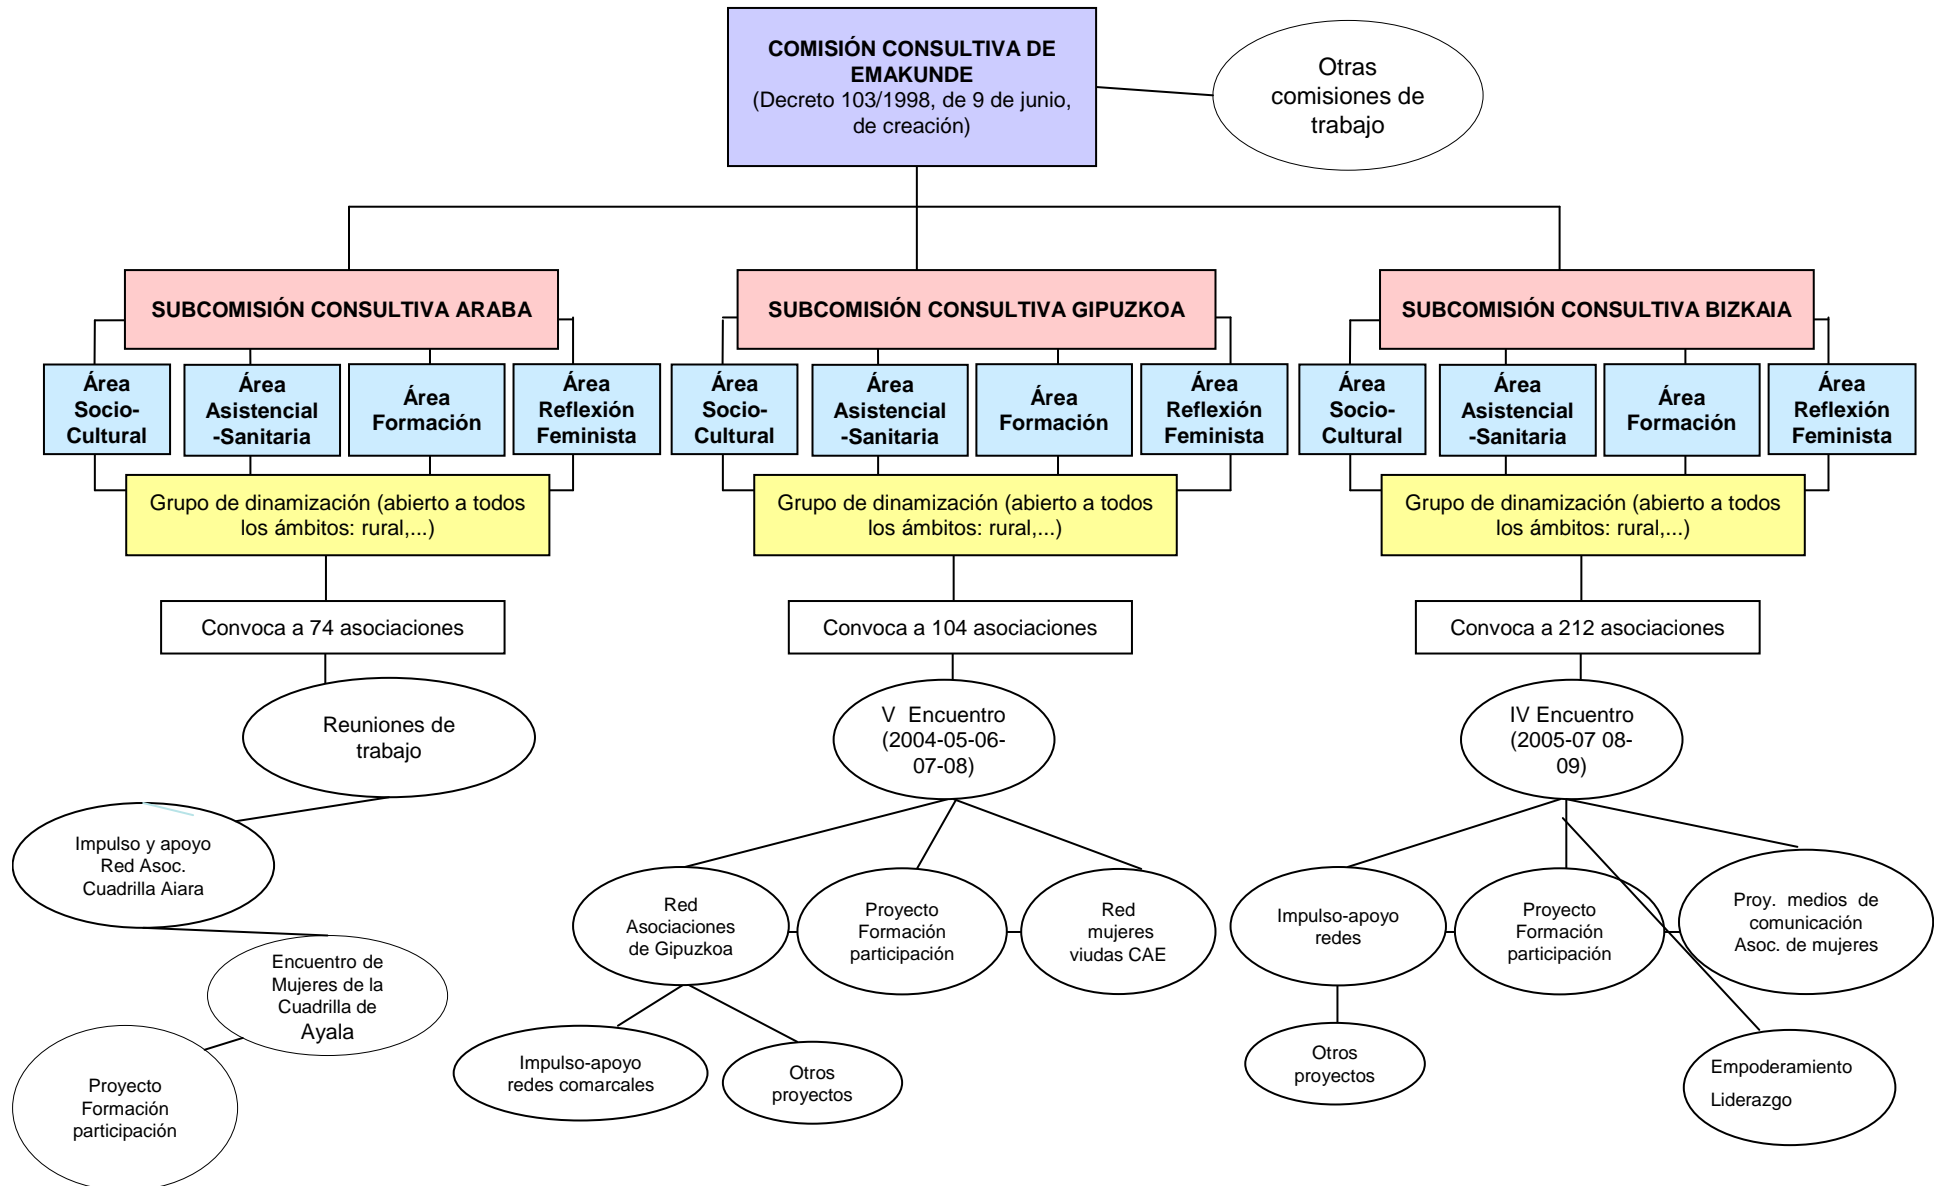 COMISIÓN CONSULTIVA DE
EMAKUNDE
(Decreto 103/1998, de 9 de junio,
de creación)
Otras
comisiones de
trabajo
SUBCOMISIÓN CONSULTIVA ARABA
SUBCOMISIÓN CONSULTIVA GIPUZKOA
SUBCOMISIÓN CONSULTIVA BIZKAIA
Área
Socio-
Cultural
Área
Asistencial
-Sanitaria
Área
Formación
Área
Reflexión
Feminista
Área
Socio-
Cultural
Área
Asistencial
-Sanitaria
Área
Formación
Área
Reflexión
Feminista
Área
Socio-
Cultural
Área
Asistencial
-Sanitaria
Área
Formación
Área
Reflexión
Feminista
Grupo de dinamización (abierto a todos
los ámbitos: rural,...)
Grupo de dinamización (abierto a todos
los ámbitos: rural,...)
Grupo de dinamización (abierto a todos
los ámbitos: rural,...)
Convoca a 74 asociaciones
Convoca a 104 asociaciones
Convoca a 212 asociaciones
Reuniones de
trabajo
V  Encuentro
(2004-05-06-
07-08)
IV Encuentro
(2005-07 08-
09)
Impulso y apoyo
Red Asoc.
Cuadrilla Aiara
Red
Asociaciones
de Gipuzkoa
Proyecto
Formación
participación
Red
mujeres
viudas CAE
Impulso-apoyo
redes
Proyecto
Formación
participación
Proy. medios de
comunicación
Asoc. de mujeres
Encuentro de
Mujeres de la
Cuadrilla de
Ayala
Impulso-apoyo
redes comarcales
Otros
proyectos
Otros
proyectos
Empoderamiento
Liderazgo
Proyecto
Formación
participación